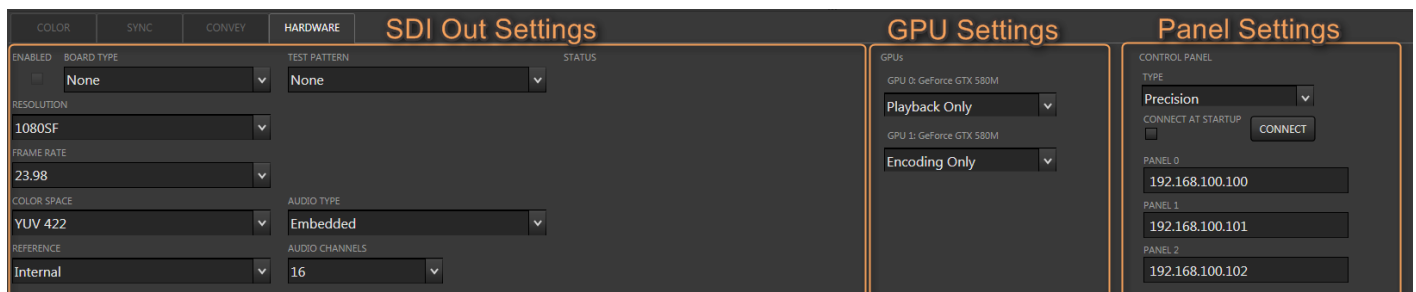 COLOR SYNC CONVEY HARDWARE SDI Out Settings GPU Settings Panel Settings
ENABLED BOARD TYPE TEST PATTERN STATUS
None None
RESOLUTION
1080SF
FRAME RATE
23.98
COLOR SPACE AUDIO TYPE
YUV 422 Embedded
REFERENCE AUDIO CHANNELS
Internal 16
GPUs
GPU 0: GeForce GTX 580M
Playback Only
GPU 1: GeForce GTX 580M
Encoding Only
CONTROL PANEL
TYPE
Precision
CONNECT AT STARTUP CONNECT
PANEL 0
192.168.100.100
PANEL 1
192.168.100.101
PANEL 2
192.168.100.102